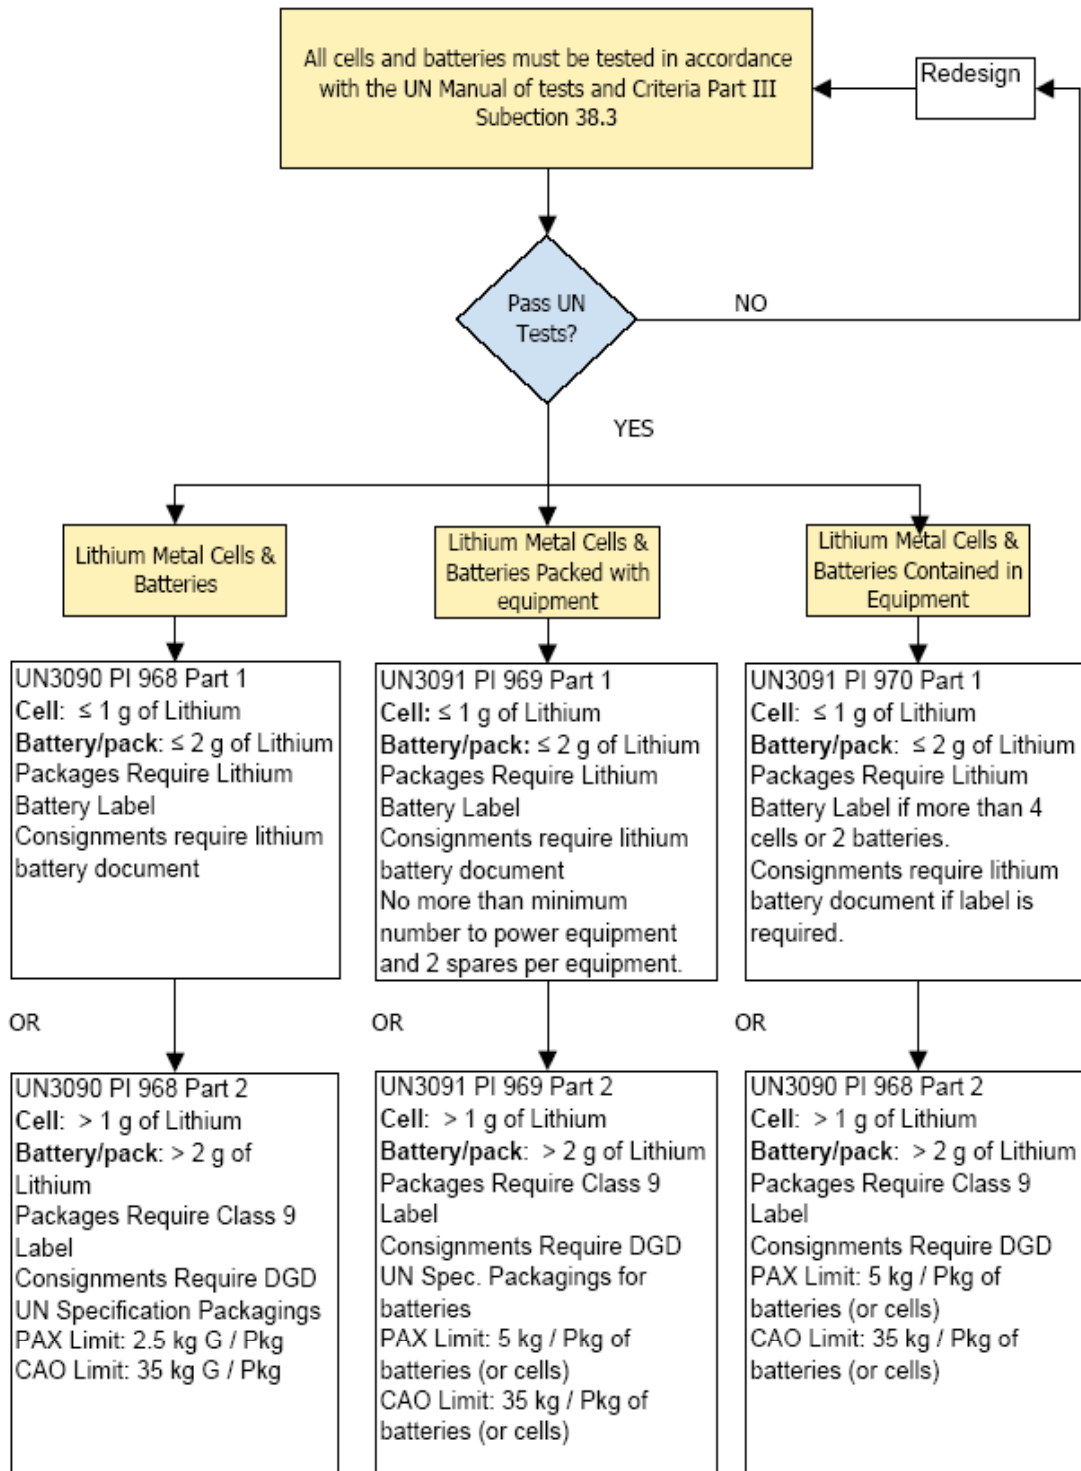 All cells and batteries must be tested in accordance
with the UN Manual of tests and Criteria Part III
Subection 38.3
Redesign
Pass UN
Tests?
NO
YES
Lithium Metal Cells &
Batteries
Lithium Metal Cells &
Batteries Packed with
equipment
Lithium Metal Cells &
Batteries Contained in
Equipment
UN3090 PI 968 Part 1
Cell: ≤ 1 g of Lithium
Battery/pack: ≤ 2 g of Lithium
Packages Require Lithium
Battery Label
Consignments require lithium
battery document
UN3091 PI 969 Part 1
Cell: ≤ 1 g of Lithium
Battery/pack: ≤ 2 g of Lithium
Packages Require Lithium
Battery Label
Consignments require lithium
battery document
No more than minimum
number to power equipment
and 2 spares per equipment.
UN3091 PI 970 Part 1
Cell: ≤ 1 g of Lithium
Battery/pack: ≤ 2 g of Lithium
Packages Require Lithium
Battery Label if more than 4
cells or 2 batteries.
Consignments require lithium
battery document if label is
required.
OR
OR
OR
UN3090 PI 968 Part 2
Cell: > 1 g of Lithium
Battery/pack: > 2 g of
Lithium
Packages Require Class 9
Label
Consignments Require DGD
UN Specification Packagings
PAX Limit: 2.5 kg G / Pkg
CAO Limit: 35 kg G / Pkg
UN3091 PI 969 Part 2
Cell: > 1 g of Lithium
Battery/pack: > 2 g of Lithium
Packages Require Class 9
Label
Consignments Require DGD
UN Spec. Packagings for
batteries
PAX Limit: 5 kg / Pkg of
batteries (or cells)
CAO Limit: 35 kg / Pkg of
batteries (or cells)
UN3090 PI 968 Part 2
Cell: > 1 g of Lithium
Battery/pack: > 2 g of Lithium
Packages Require Class 9
Label
Consignments Require DGD
PAX Limit: 5 kg / Pkg of
batteries (or cells)
CAO Limit: 35 kg / Pkg of
batteries (or cells)